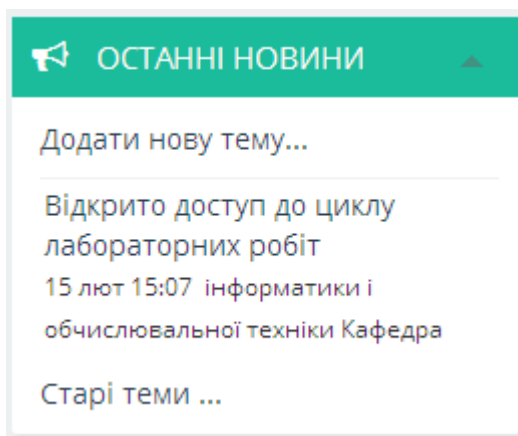 ОСТАННІ НОВИНИ
Додати нову тему...
Відкрито доступ до циклу
лабораторних робіт
15 лют 15:07 інформатики і
обчислювальної техніки Кафедра
Старі теми ...